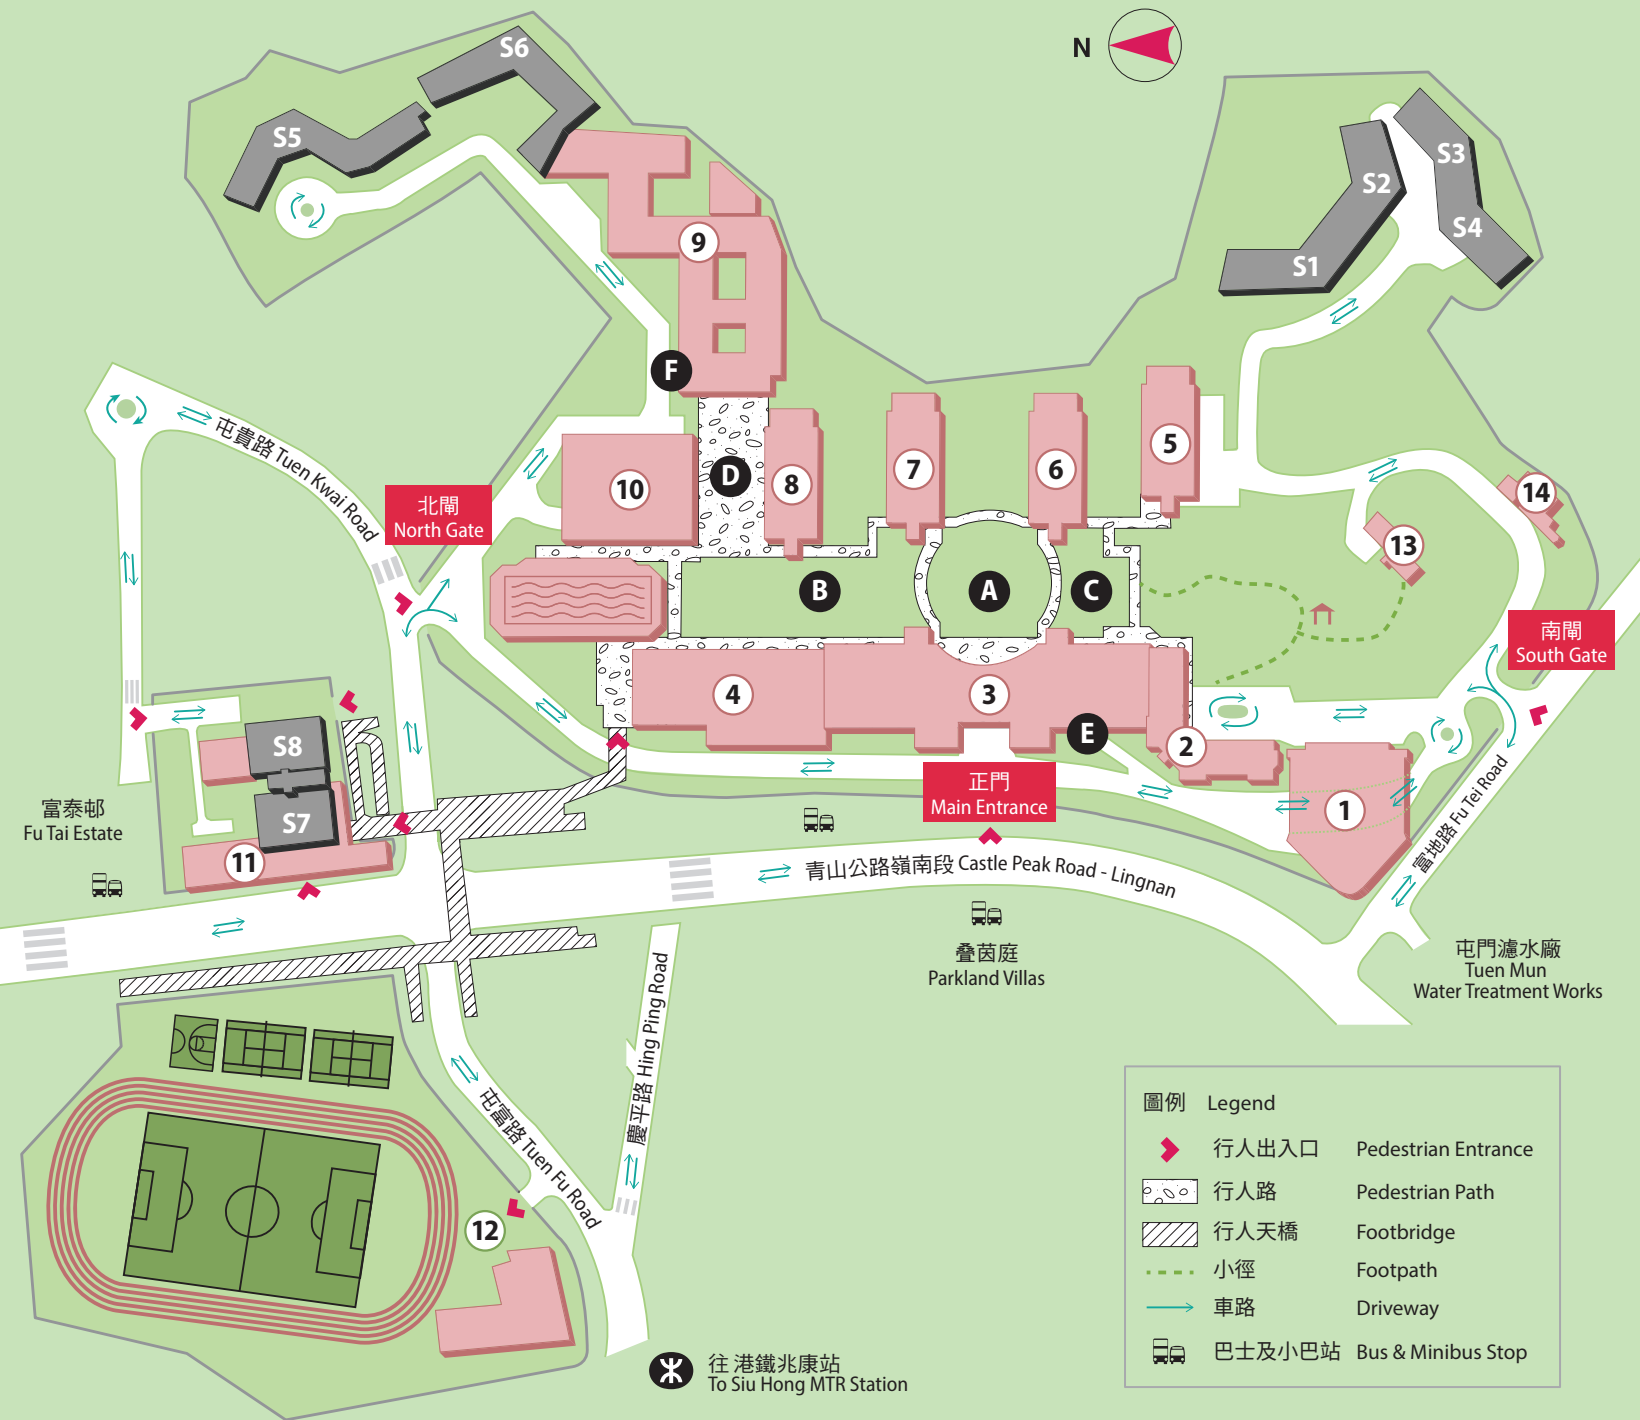 N
S6
S5
S3
S2
S4
S1
9
F
屯貴路 Tuen Kwai Road
北閘
North Gate
10
D
8
7
6
5
14
13
B
A
C
南閘
South Gate
4
3
E
2
1
正門
Main Entrance
S8
S7
11
富泰邨
Fu Tai Estate
青山公路嶺南段 Castle Peak Road - Lingnan
富地路 Fu Tei Road
叠茵庭
Parkland Villas
屯門濾水廠
Tuen Mun
Water Treatment Works
慶平路 Hing Ping Road
屯富路 Tuen Fu Road
12
往 港鐵兆康站
To Siu Hong MTR Station
圖例 Legend
行人出入口 Pedestrian Entrance
行人路 Pedestrian Path
行人天橋 Footbridge
小徑 Footpath
車路 Driveway
巴士及小巴站 Bus & Minibus Stop